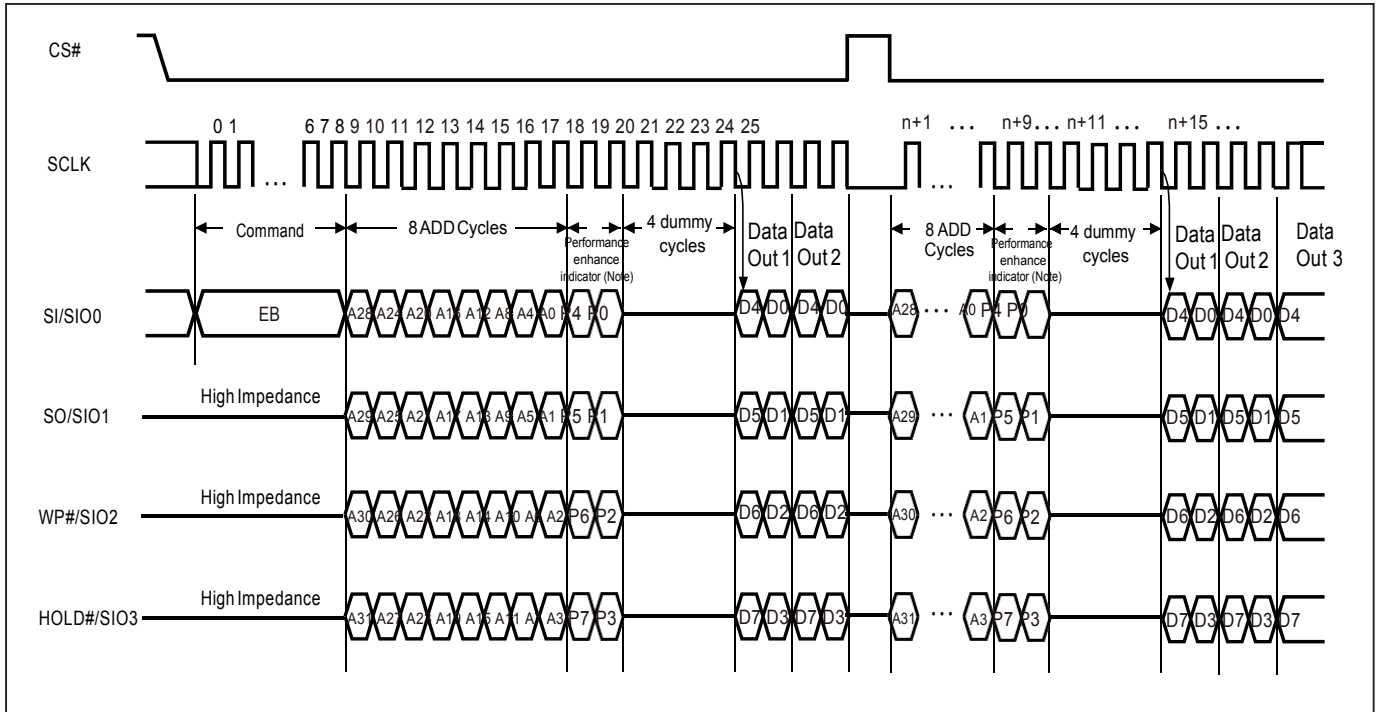 CS#
0 1 6 7 8 9 10 11 12 13 14 15 16 17 18 19 20 21 22 23 24 25 n+1 ... n+9... n+11 ... n+15 ...
SCLK
...
...
Command
8 ADD Cycles
Performance
enhance
indicator (Note)
4 dummy
cycles
Data
Out 1
Data
Out 2
8 ADD
Cycles
Performance
enhance
indicator (Note)
4 dummy
cycles
Data
Out 1
Data
Out 2
Data
Out 3
SI/SIO0 EB A28 A24 A12 A8 A4 A0 P4 P0 D4 D0 D4 D0 A28 ... A0 P4 P0 D4 D0 D4 D0 D4
High Impedance
SO/SIO1 A29 A25 A13 A9 A5 A1 P5 P1 D5 D1 D5 D1 A29 ... A1 P5 P1 D5 D1 D5 D1 D5
High Impedance
WP#/SIO2 A30 A26 A14 A10 A2 P6 P2 D6 D2 D6 D2 A30 ... A2 P6 P2 D6 D2 D6 D2 D6
High Impedance
HOLD#/SIO3 A31 A27 A15 A11 A3 P7 P3 D7 D3 D7 D3 A31 ... A3 P7 P3 D7 D3 D7 D3 D7